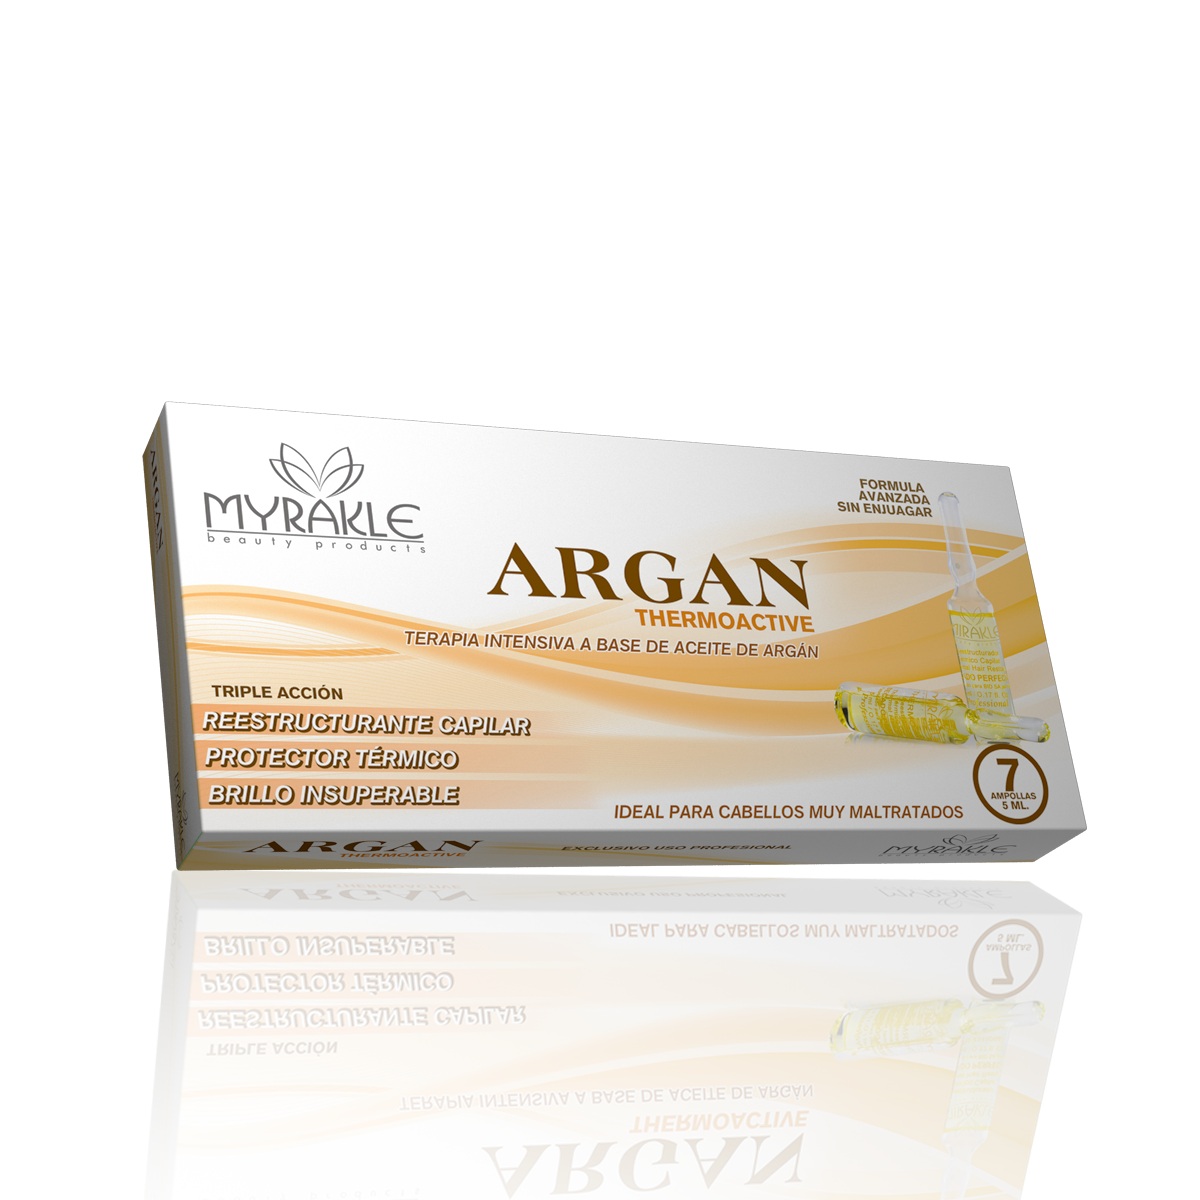 MYRAKLE
beauty products
FORMULA
AVANZADA
SIN ENJUAGAR
ARGAN
THERMOACTIVE
TERAPIA INTENSIVA A BASE DE ACEITE DE ARGÁN
TRIPLE ACCIÓN
REESTRUCTURANTE CAPILAR
PROTECTOR TÉRMICO
BRILLO INSUPERABLE
7
AMPOLLAS
5 ML.
IDEAL PARA CABELLOS MUY MALTRATADOS
ARGAN
THERMOACTIVE
EXCLUSIVO USO PROFESIONAL
MYRAKLE
ARGAN